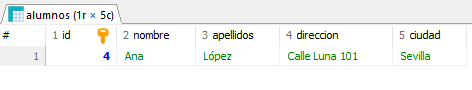 alumnos (1r × 5c)
# 1 id 2 nombre 3 apellidos 4 direccion 5 ciudad
1 4 Ana López Calle Luna 101 Sevilla